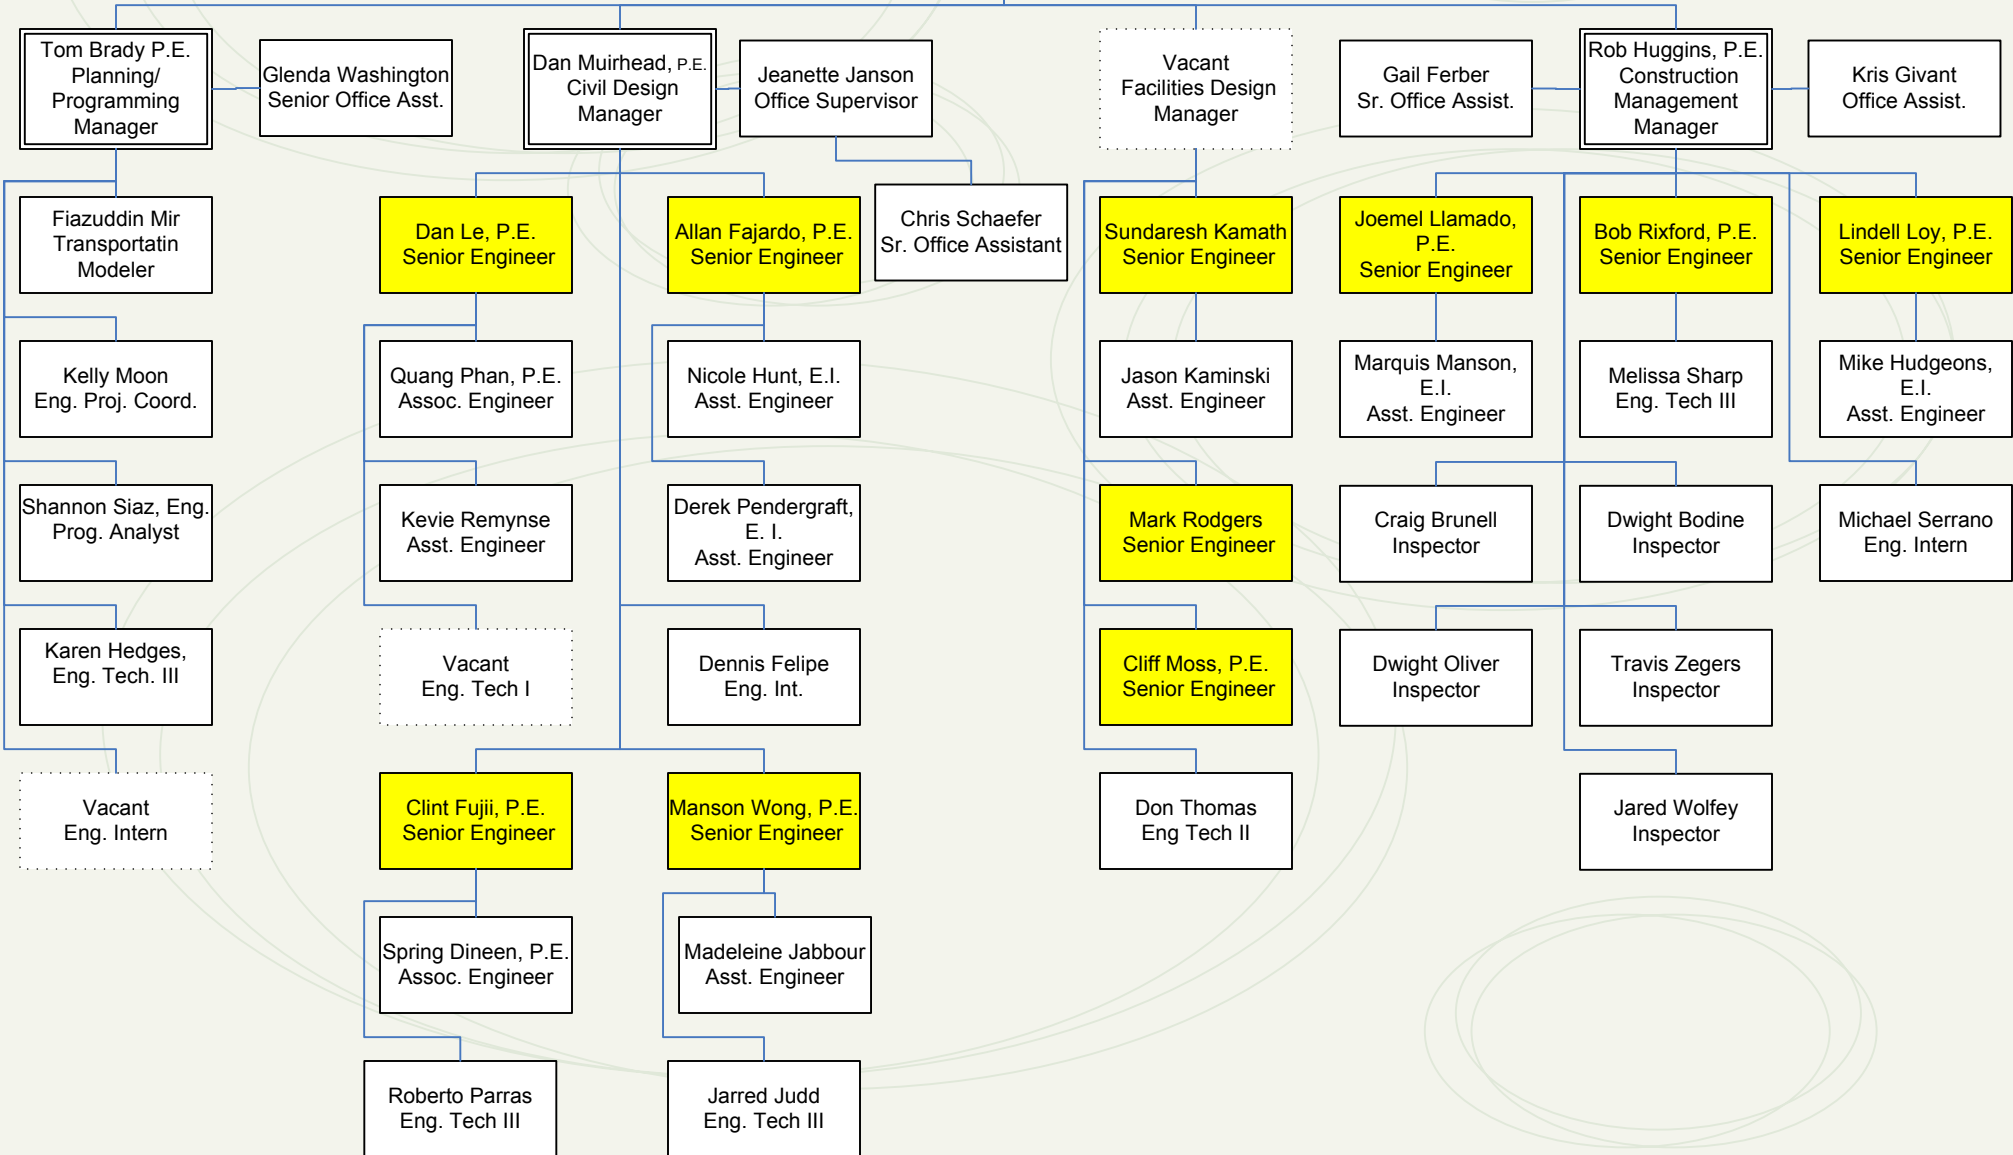 Tom Brady P.E.
Planning/
Programming
Manager
Glenda Washington
Senior Office Asst.
Dan Muirhead, P.E.
Civil Design
Manager
Jeanette Janson
Office Supervisor
Vacant
Facilities Design
Manager
Gail Ferber
Sr. Office Assist.
Rob Huggins, P.E.
Construction
Management
Manager
Kris Givant
Office Assist.
Fiazuddin Mir
Transportatin
Modeler
Dan Le, P.E.
Senior Engineer
Allan Fajardo, P.E.
Senior Engineer
Chris Schaefer
Sr. Office Assistant
Sundaresh Kamath
Senior Engineer
Joemel Llamado,
P.E.
Senior Engineer
Bob Rixford, P.E.
Senior Engineer
Lindell Loy, P.E.
Senior Engineer
Kelly Moon
Eng. Proj. Coord.
Quang Phan, P.E.
Assoc. Engineer
Nicole Hunt, E.I.
Asst. Engineer
Jason Kaminski
Asst. Engineer
Marquis Manson,
E.I.
Asst. Engineer
Melissa Sharp
Eng. Tech III
Mike Hudgeons,
E.I.
Asst. Engineer
Shannon Siaz, Eng.
Prog. Analyst
Kevie Remynse
Asst. Engineer
Derek Pendergraft,
E. I.
Asst. Engineer
Mark Rodgers
Senior Engineer
Craig Brunell
Inspector
Dwight Bodine
Inspector
Michael Serrano
Eng. Intern
Karen Hedges,
Eng. Tech. III
Vacant
Eng. Tech I
Dennis Felipe
Eng. Int.
Cliff Moss, P.E.
Senior Engineer
Dwight Oliver
Inspector
Travis Zegers
Inspector
Vacant
Eng. Intern
Clint Fujii, P.E.
Senior Engineer
Manson Wong, P.E.
Senior Engineer
Don Thomas
Eng Tech II
Jared Wolfey
Inspector
Spring Dineen, P.E.
Assoc. Engineer
Madeleine Jabbour
Asst. Engineer
Roberto Parras
Eng. Tech III
Jarred Judd
Eng. Tech III